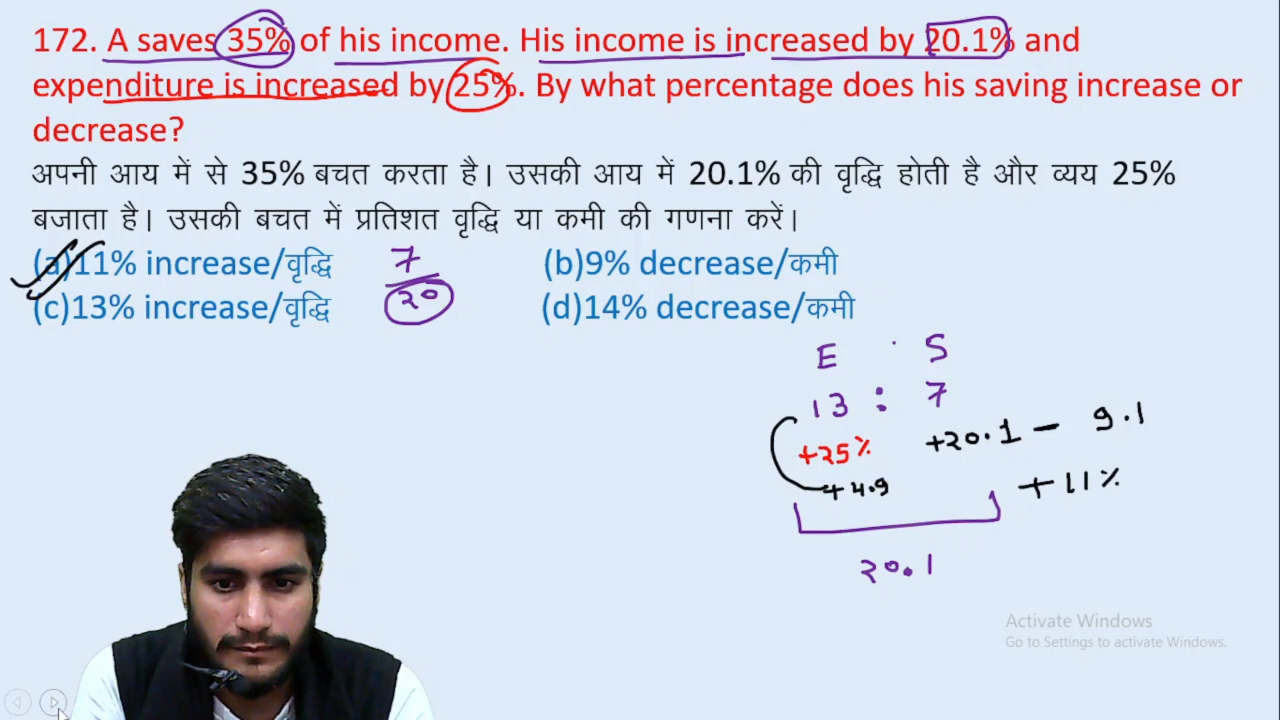 172. A saves 35% of his income. His income is increased by 20.1% and
expenditure is increased by 25%. By what percentage does his saving increase or
decrease?
अपनी आय में से 35% बचत करता है। उसकी आय में 20.1% की वृद्धि होती है और व्यय 25%
बजाता है। उसकी बचत में प्रतिशत वृद्धि या कमी की गणना करें।
(a)11% increase/वृद्धि 7 (b)9% decrease/कमी
(c)13% increase/वृद्धि 20 (d)14% decrease/कमी
E : S
13 : 7
+25% +20.1 - 9.1
+4.9 +11%
20.1
Activate Windows
Go to Settings to activate Windows.